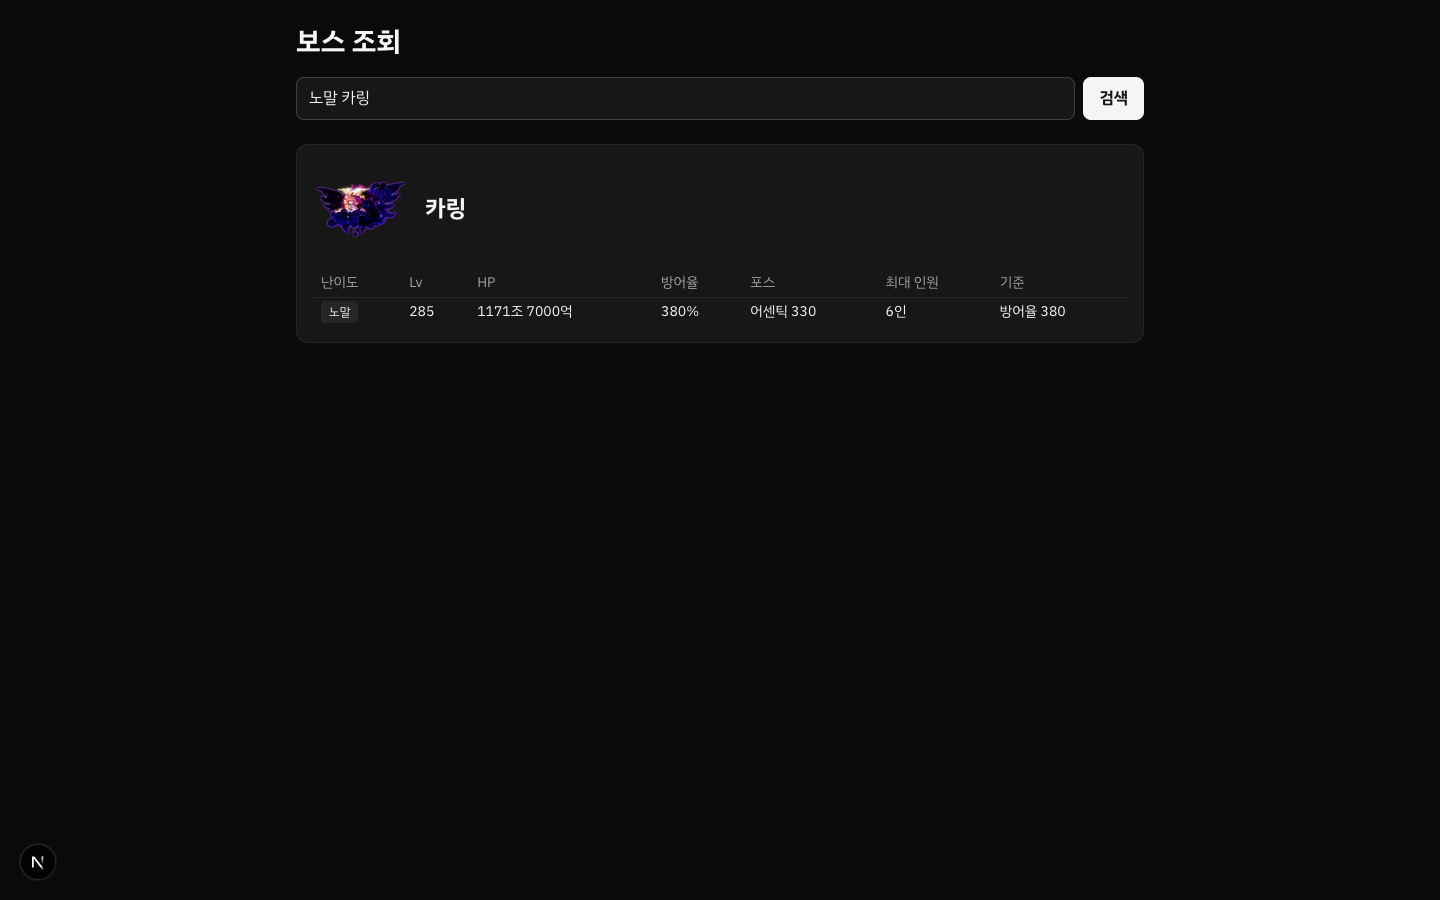 보스 조회
노말 카링
검색
카링
난이도 Lv HP 방어율 포스 최대 인원 기준
노말 285 1171조 7000억 380% 어센틱 330 6인 방어율 380
N